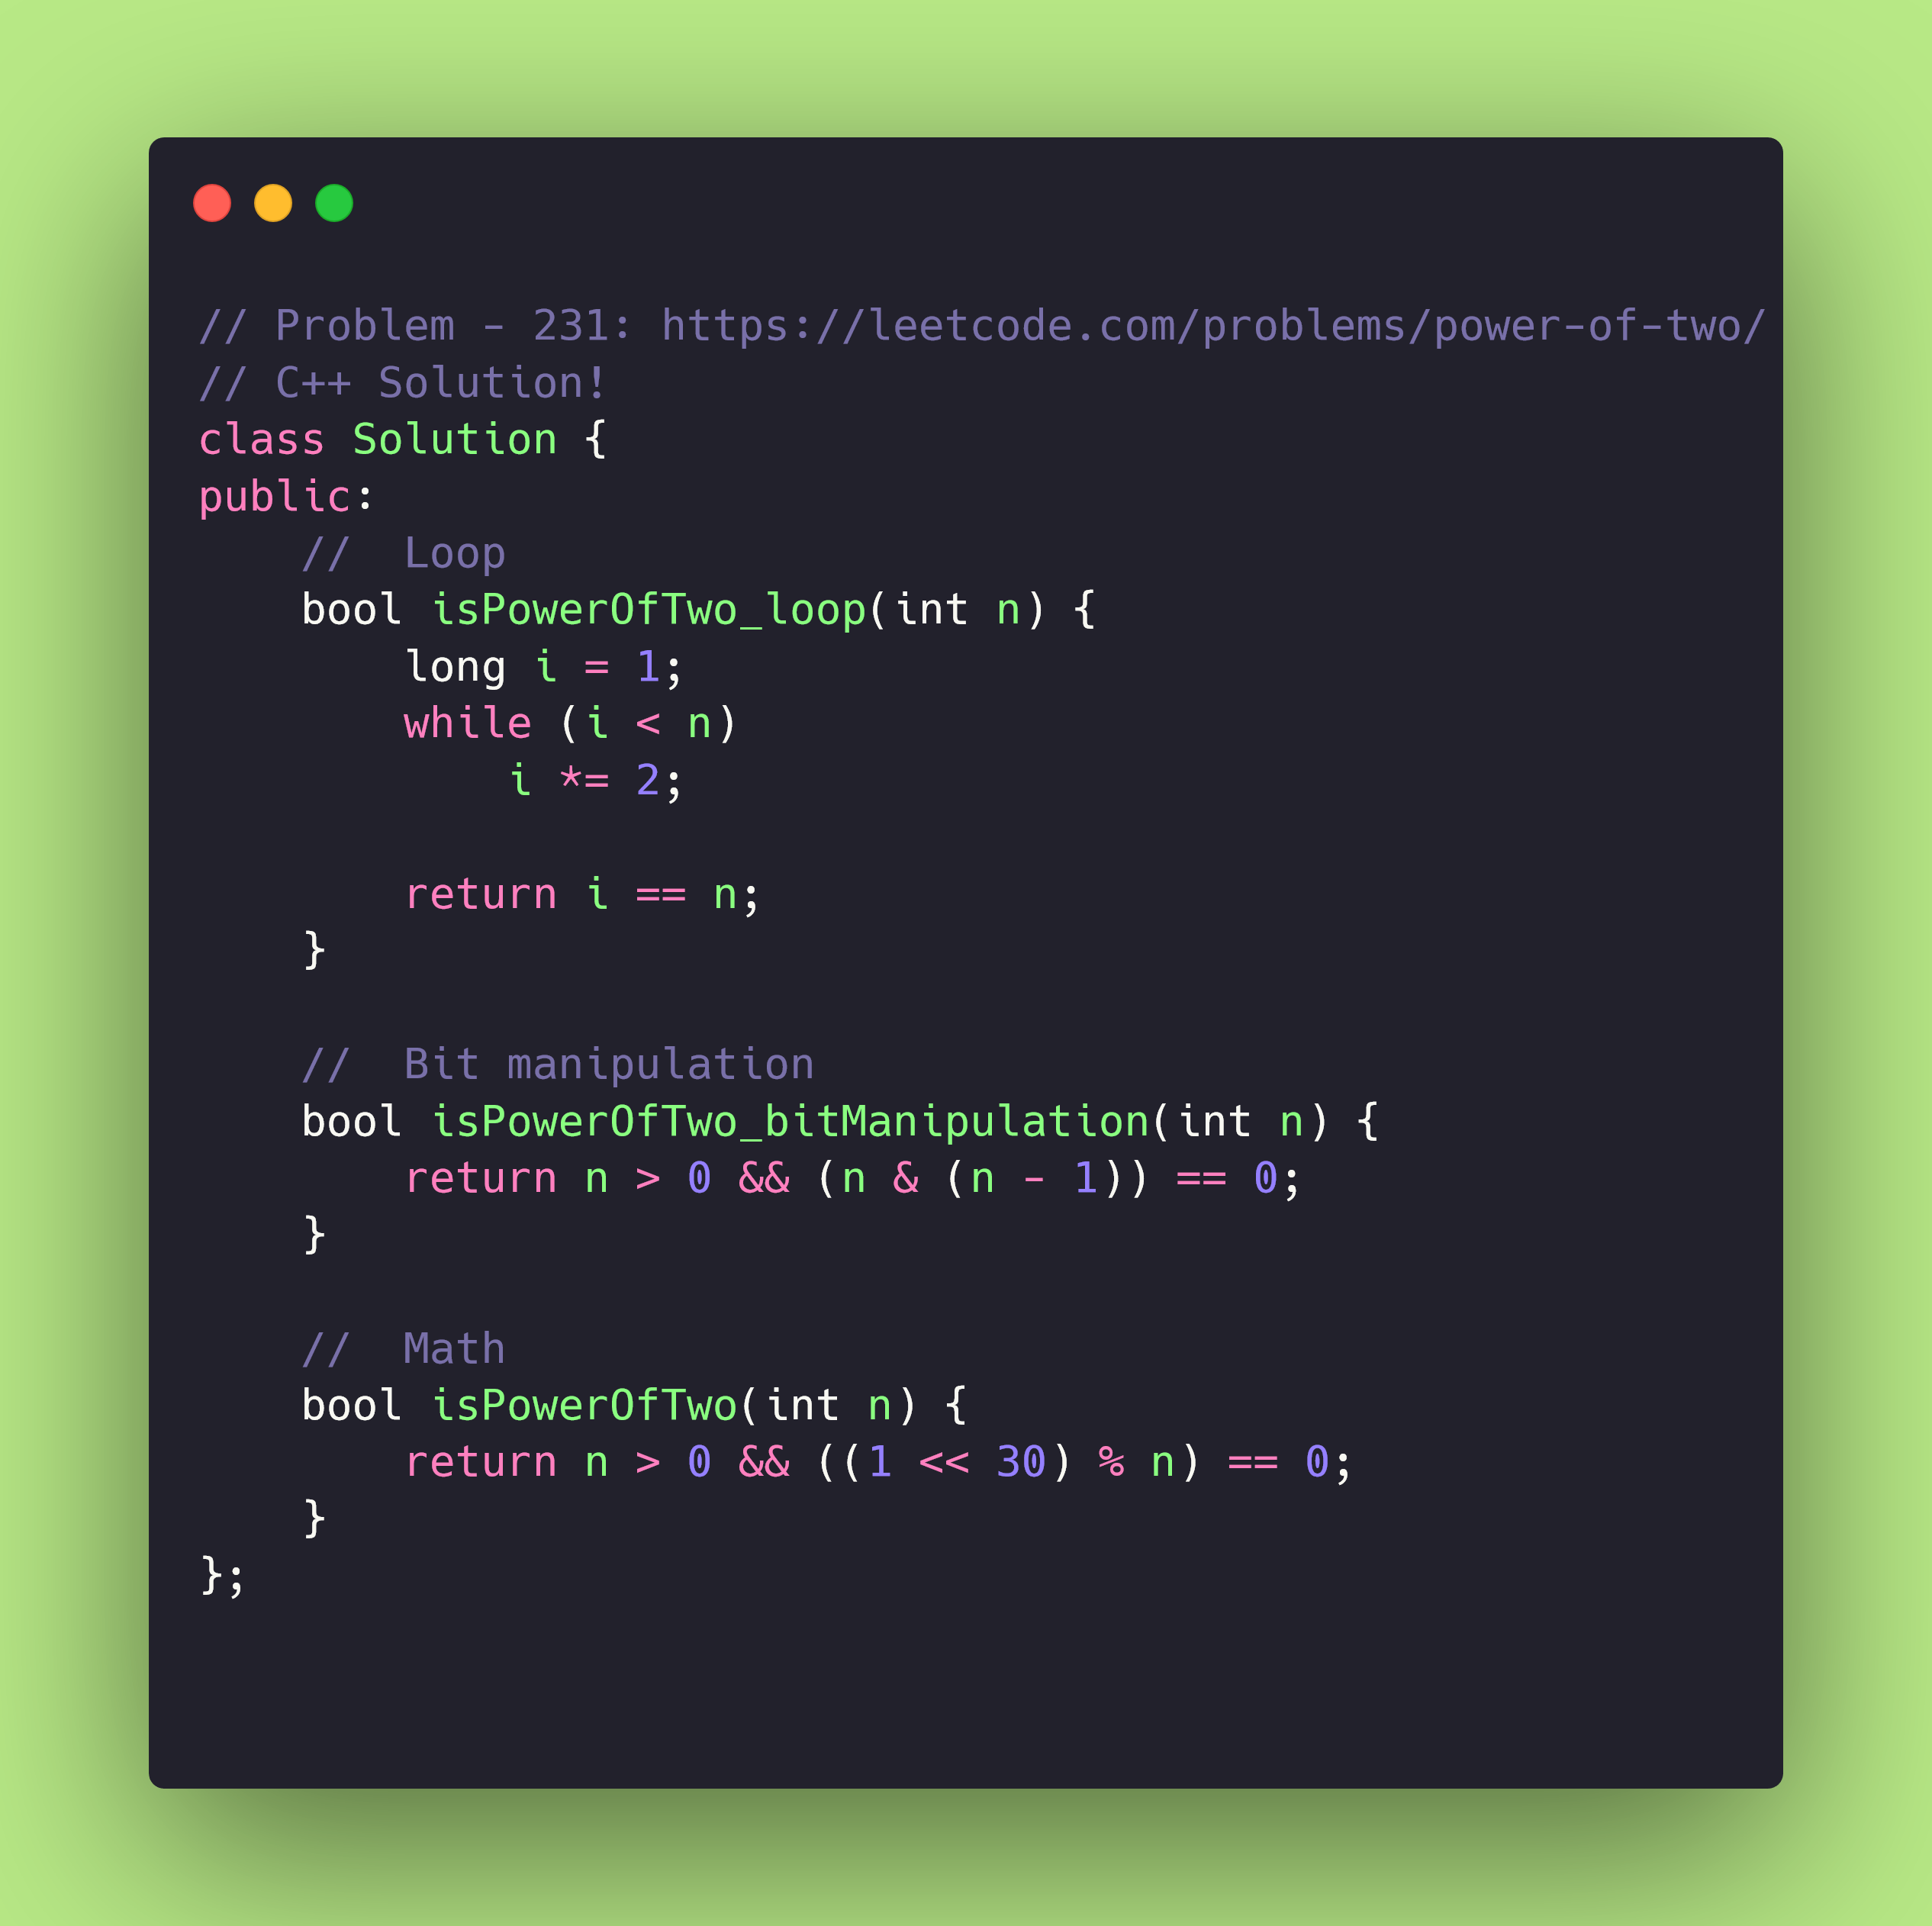 // Problem - 231: https://leetcode.com/problems/power-of-two/
// C++ Solution!
class Solution {
public:
    //  Loop
    bool isPowerOfTwo_loop(int n) {
        long i = 1;
        while (i < n)
            i *= 2;

        return i == n;
    }

    //  Bit manipulation
    bool isPowerOfTwo_bitManipulation(int n) {
        return n > 0 && (n & (n - 1)) == 0;
    }

    //  Math
    bool isPowerOfTwo(int n) {
        return n > 0 && ((1 << 30) % n) == 0;
    }
};